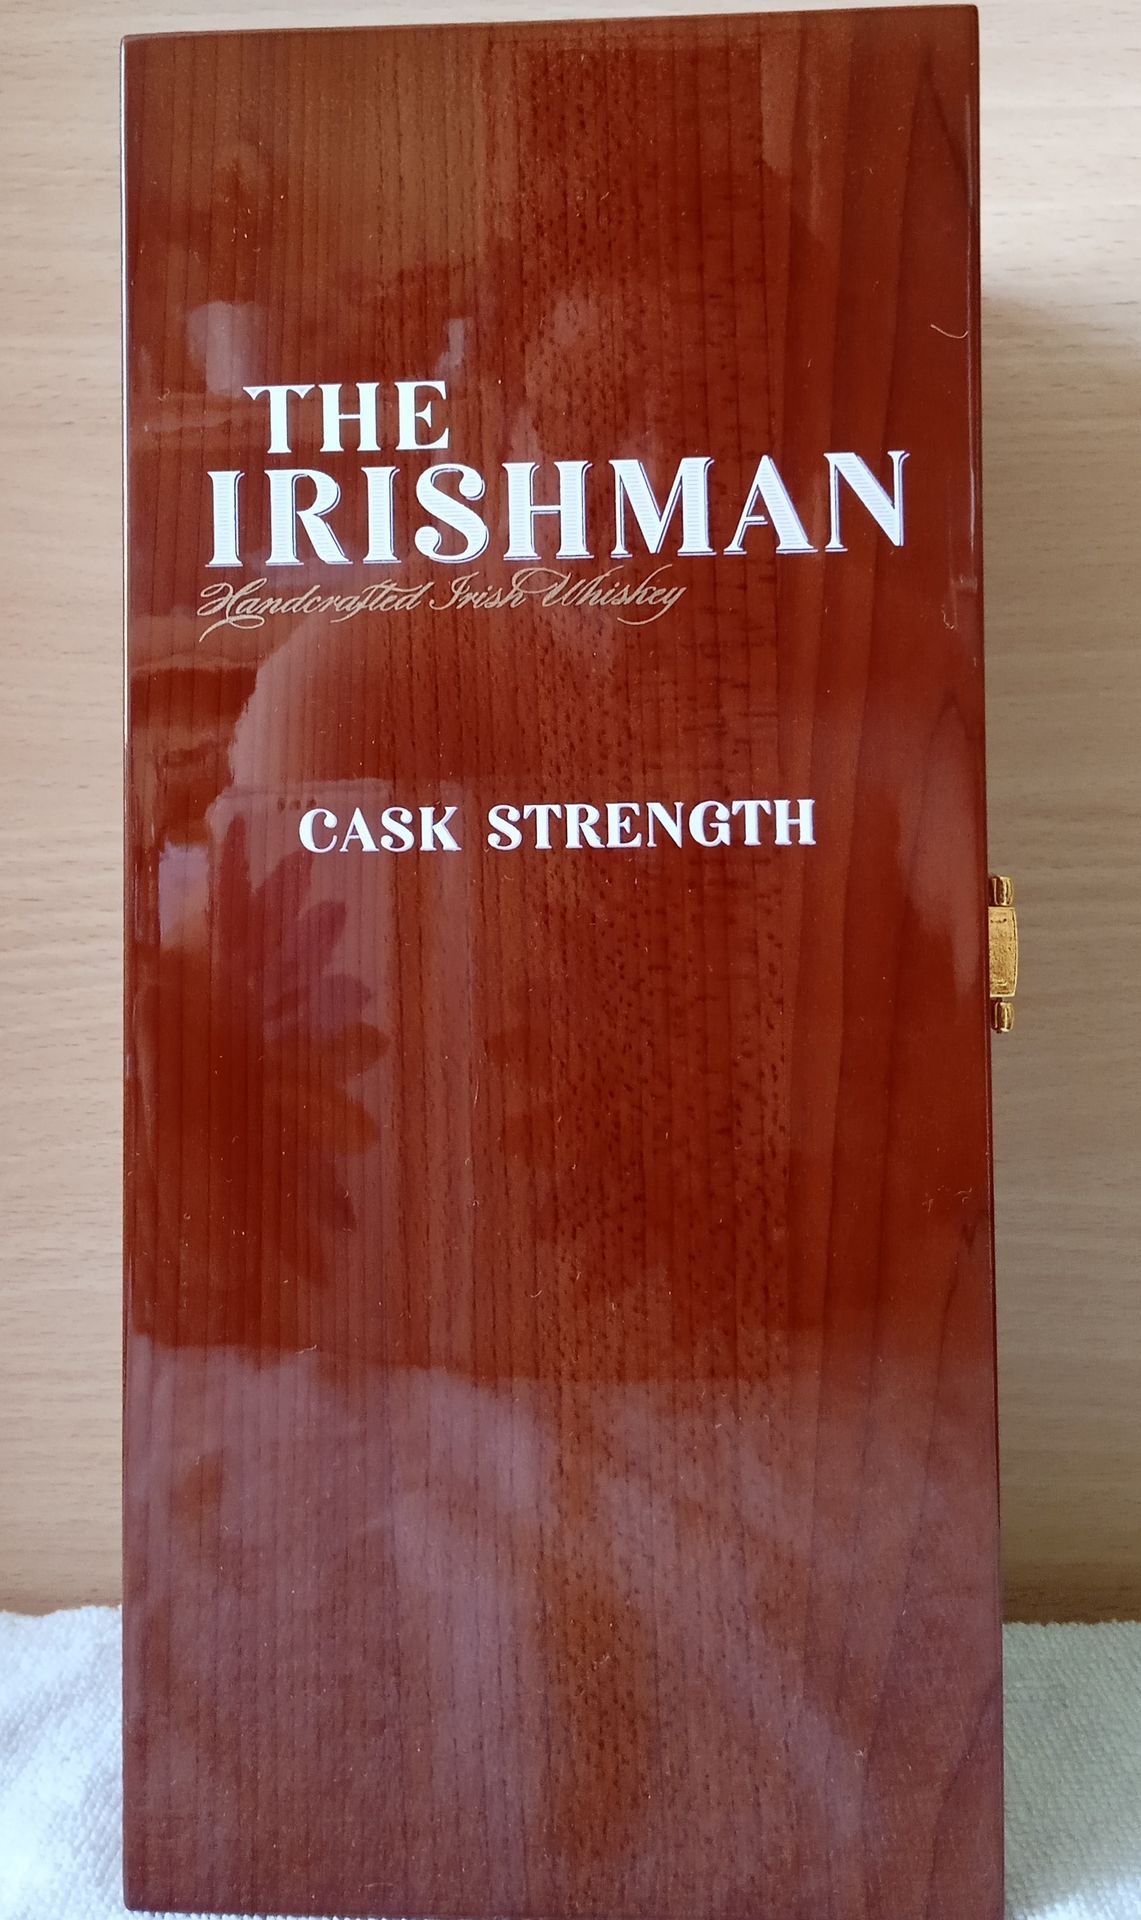 THE
IRISHMAN
Handcrafted Irish Whiskey
CASK STRENGTH